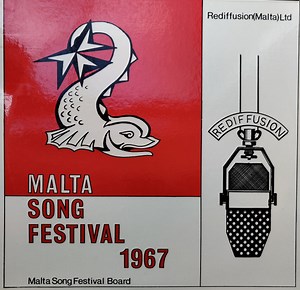 Rediffusion(Malta)Ltd
REDIFFUSION
MALTA
SONG
FESTIVAL
1967
Malta Song Festival Board